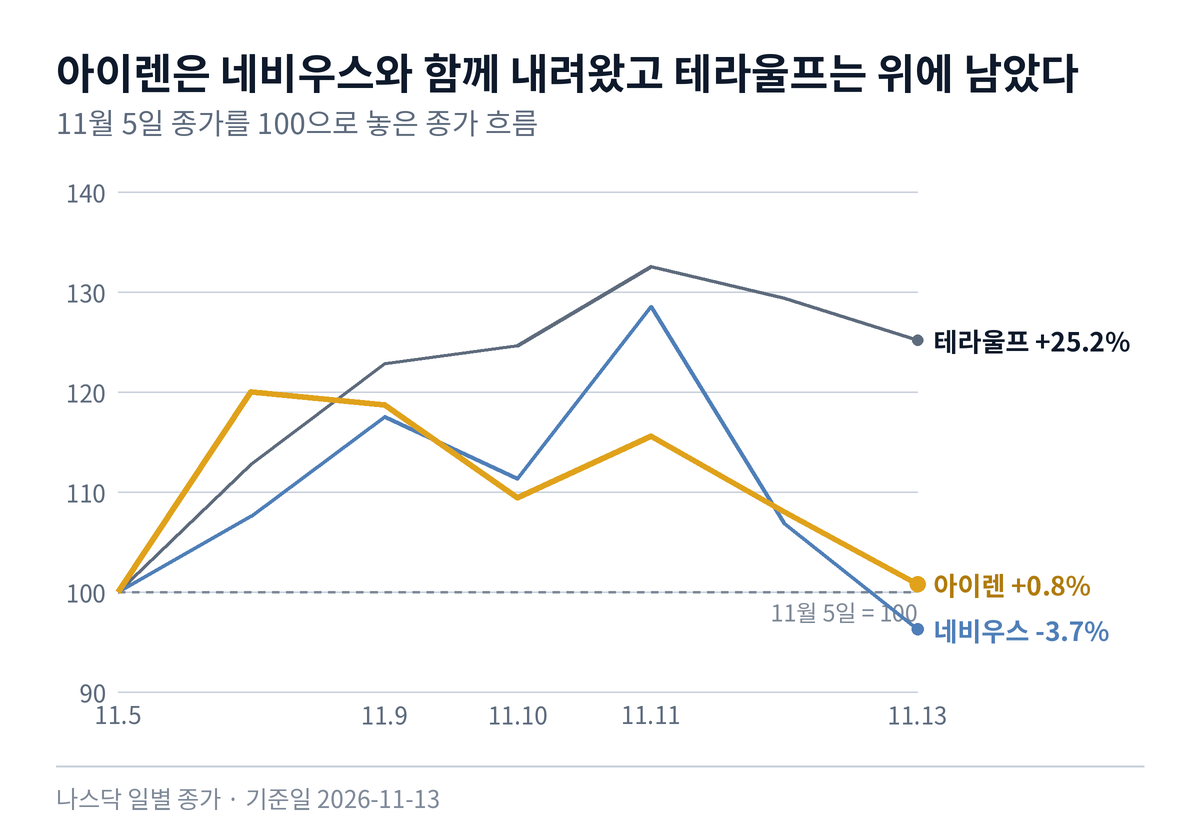 아이렌은 네비우스와 함께 내려왔고 테라울프는 위에 남았다
11월 5일 종가를 100으로 놓은 종가 흐름
140
130
120
110
100
90
테라울프 +25.2%
아이렌 +0.8%
11월 5일 = 100
네비우스 -3.7%
11.5 11.9 11.10 11.11 11.13
나스닥 일별 종가 · 기준일 2026-11-13